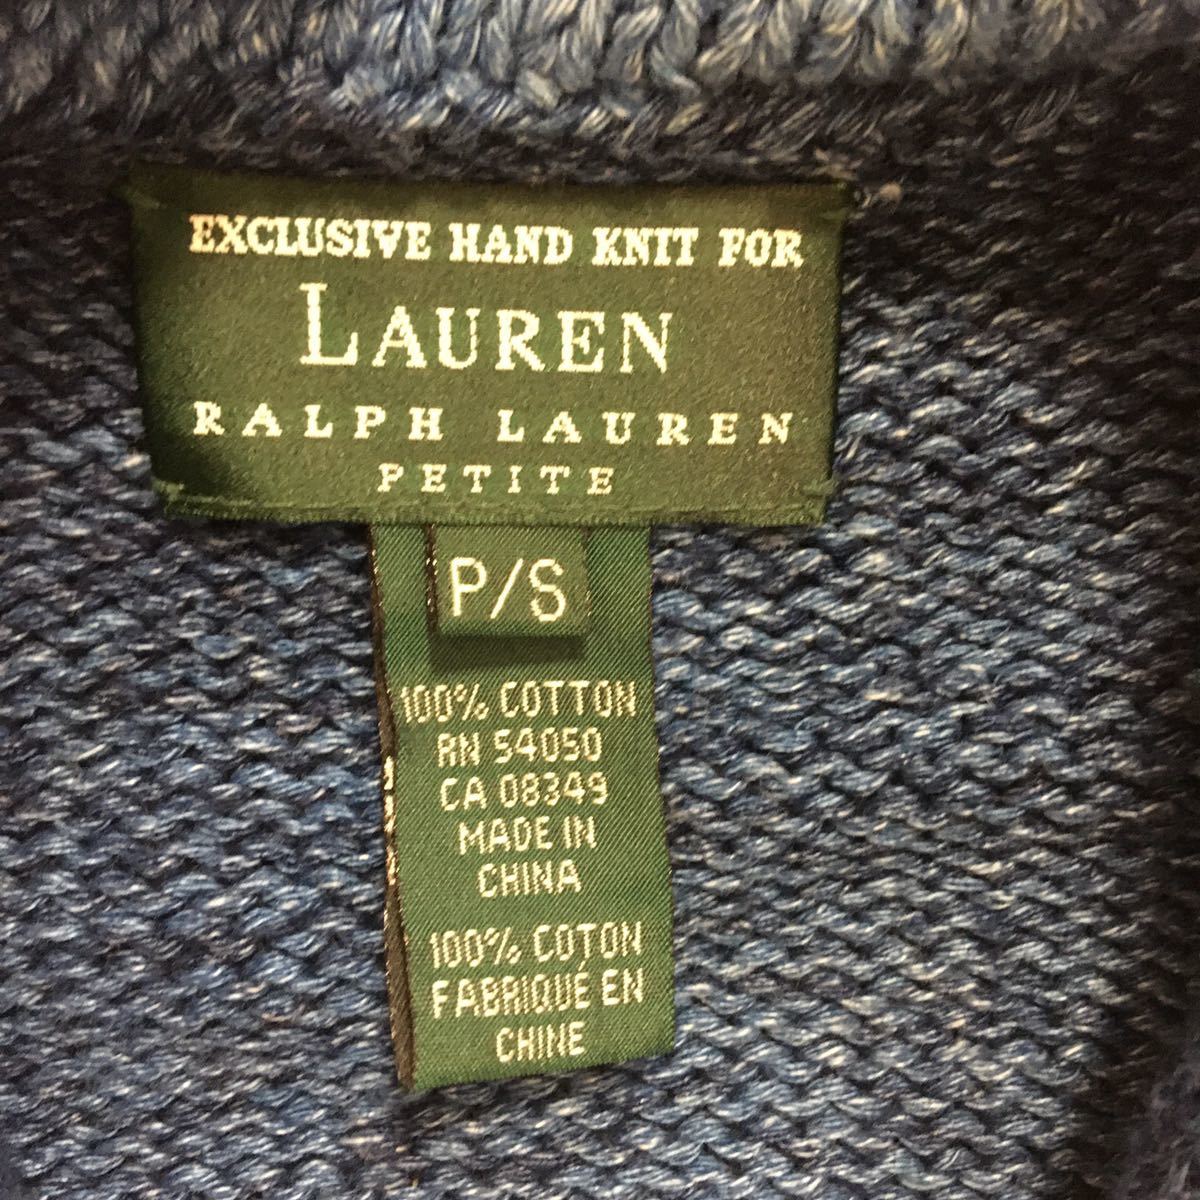 EXCLUSIVE HAND KNIT FOR
LAUREN
RALPH LAUREN
PETITE
P/S
100% COTTON
RN 54050
CA 08349
MADE IN
CHINA
100% COTON
FABRIQUÉ EN
CHINE